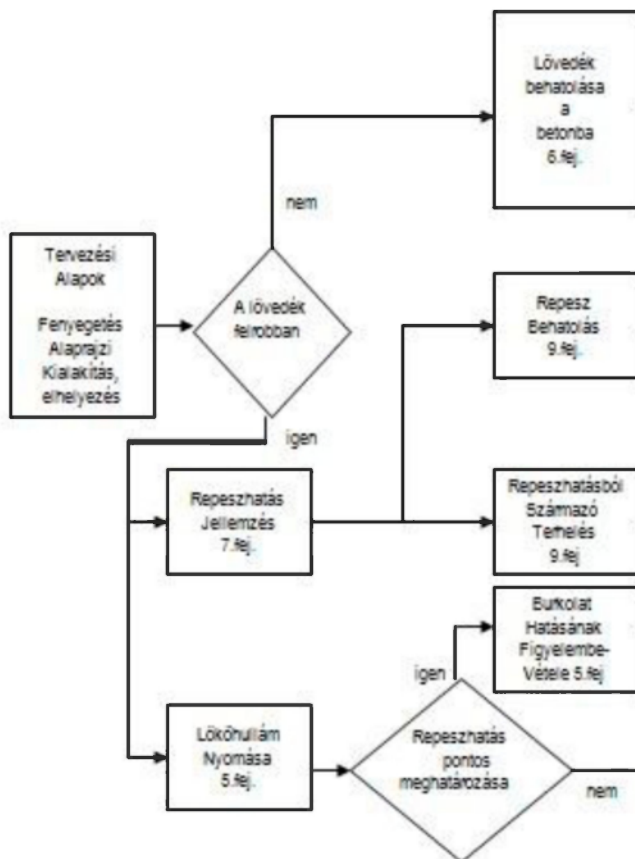 Lövedék
behatolása
a
betonba
6.fej.
nem
Tervezési
Alapok
Fenyegetés
Alaprajzi
Kialakítás,
elhelyezés
A lövedék
felrobban
Repesz
Behatolás
9.fej.
igen
Repeszhatás
Jellemzés
7.fej.
Repeszhatásból
Származó
Terhelés
9.fej
Burkolat
Hatásának
Figyelembe-
Vétele 5.fej
igen
Lökőhullám
Nyomása
5.fej.
Repeszhatás
pontos
meghatározása
nem